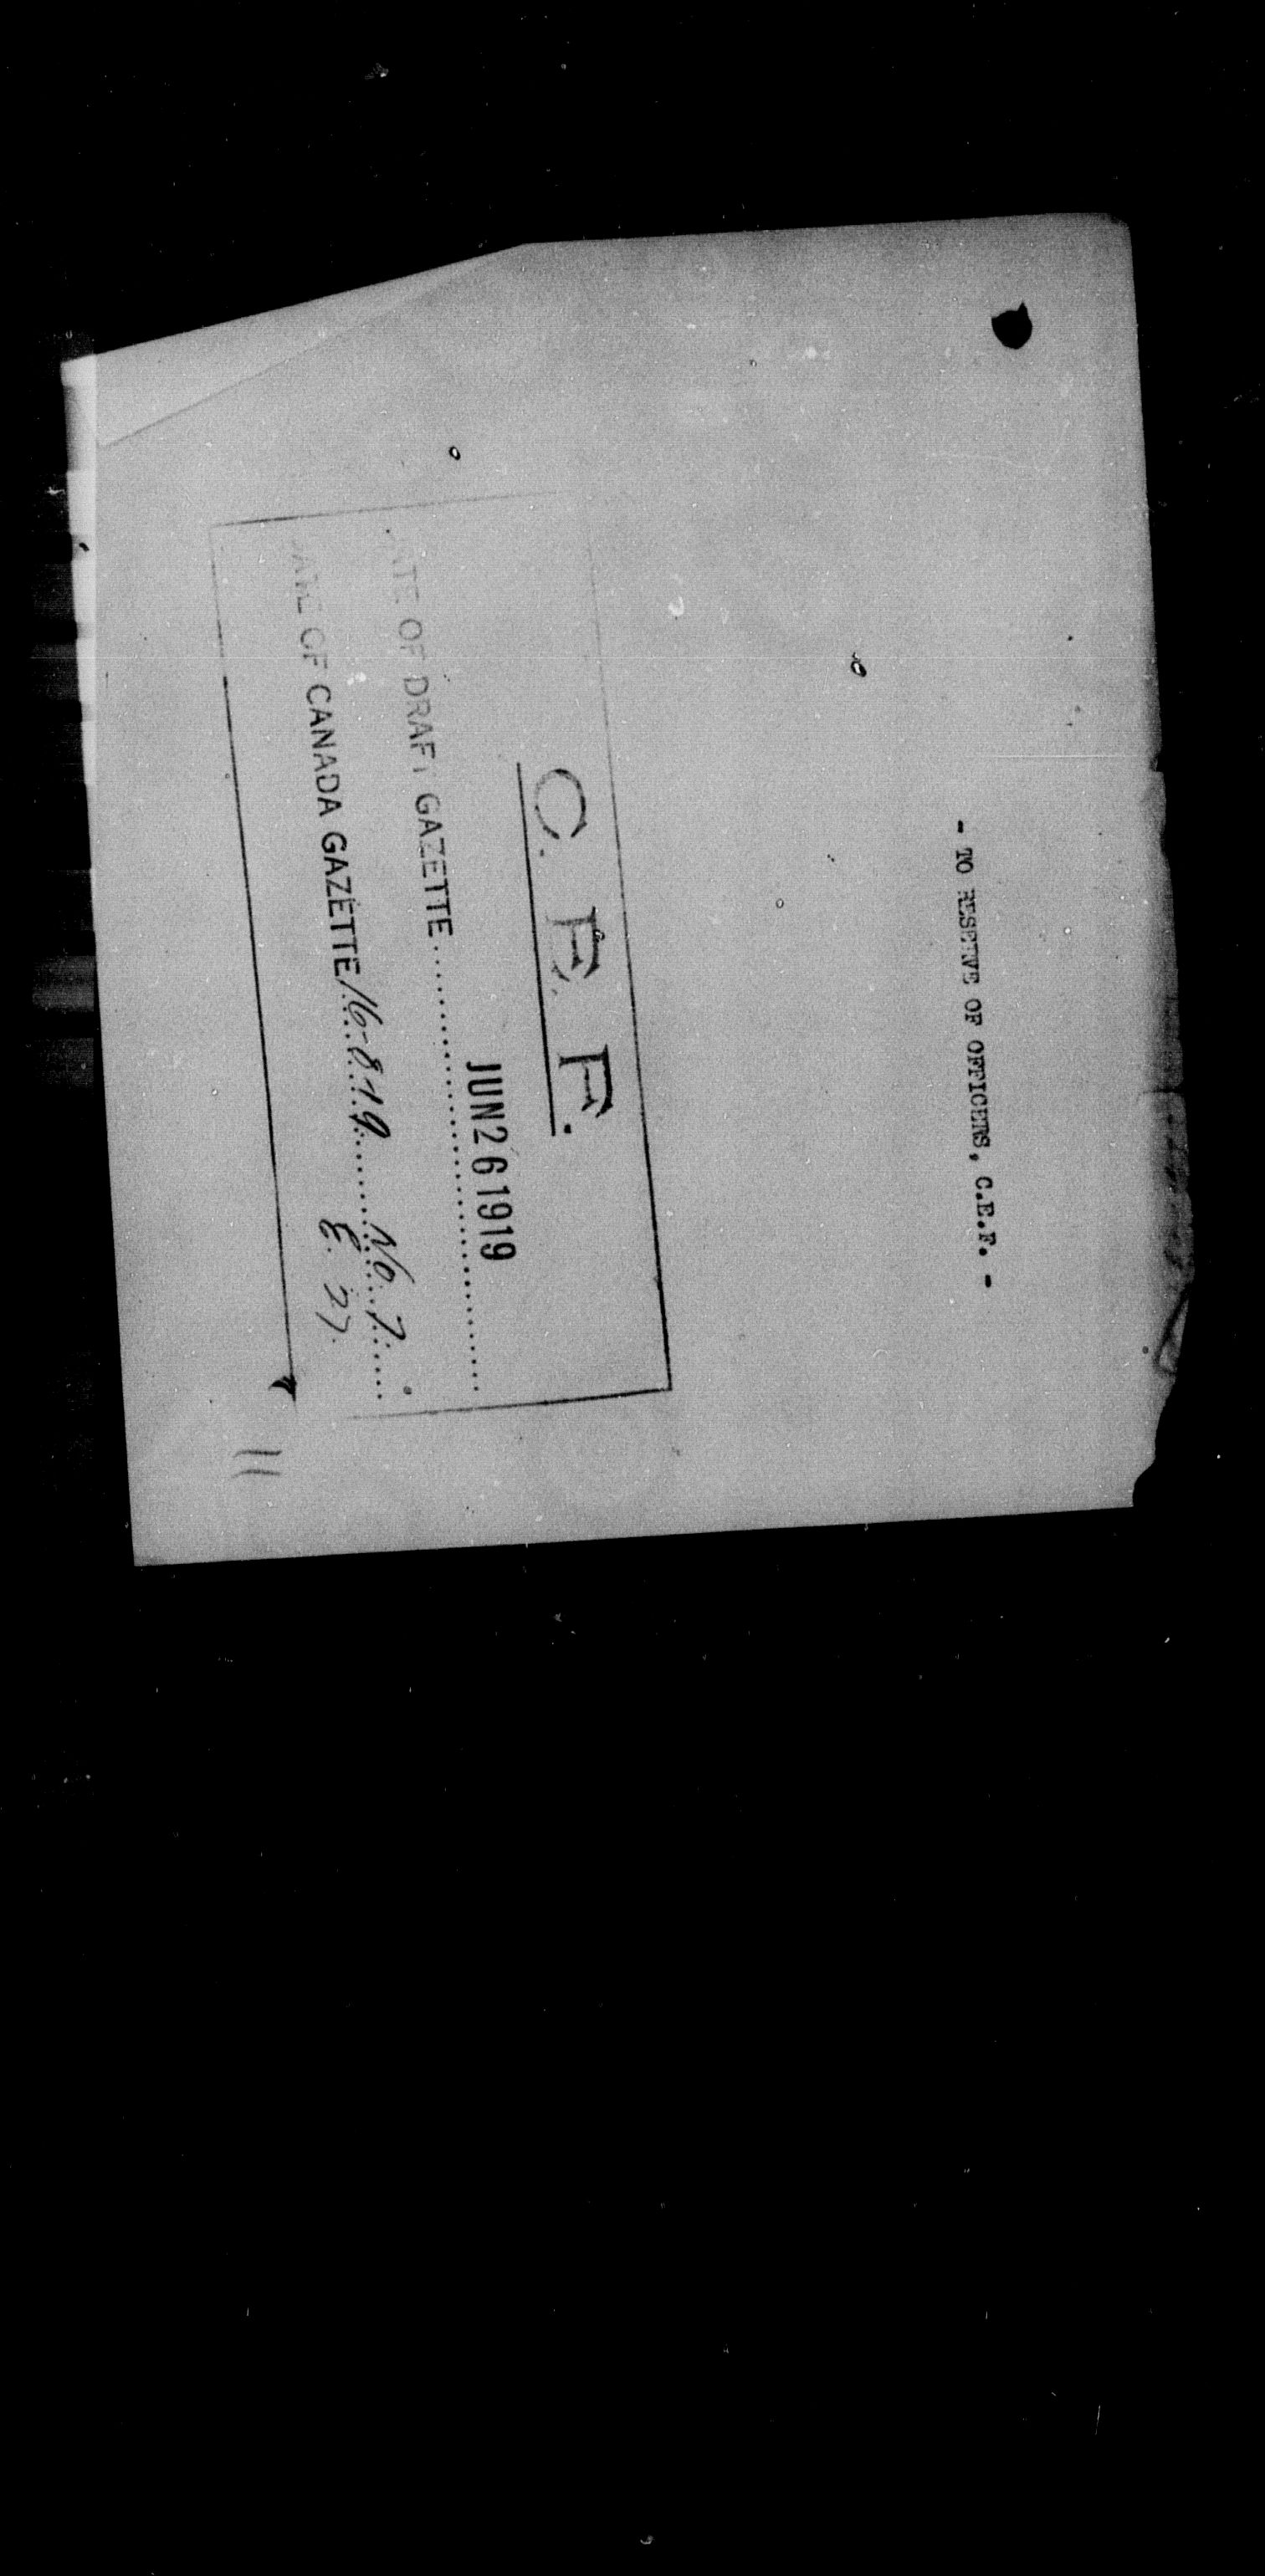 - TO RESERVE OF OFFICERS, C.E.F. -
C. E. F.
JUN 26 1919
DATE OF DRAFT GAZETTE
DATE OF CANADA GAZETTE 16-8-19. No. 7.
E. 27.
11